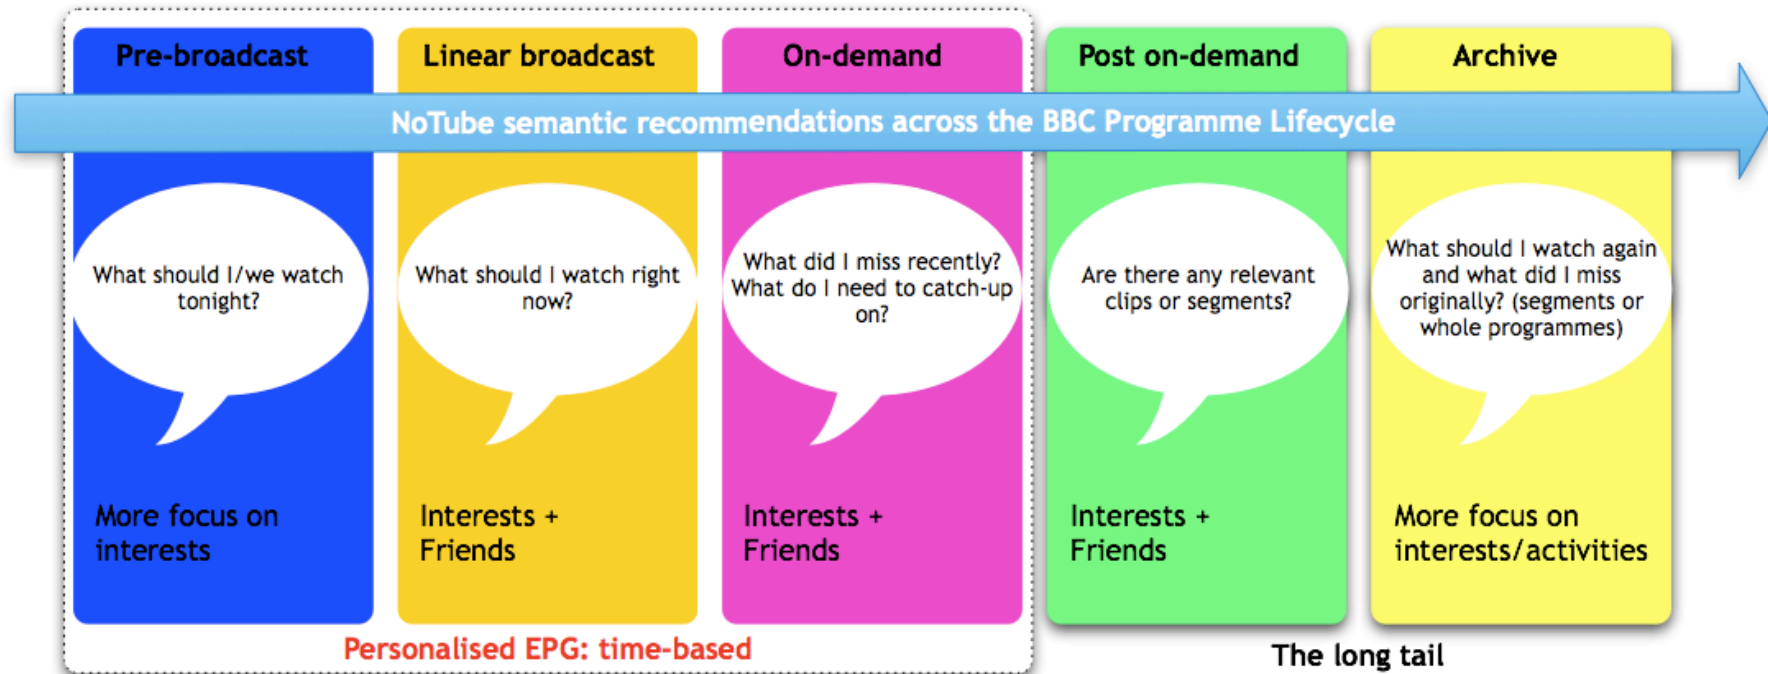 Pre-broadcast
Linear broadcast
On-demand
Post on-demand
Archive
NoTube semantic recommendations across the BBC Programme Lifecycle
What should I/we watch
tonight?
What should I watch right
now?
What did I miss recently?
What do I need to catch-up
on?
Are there any relevant
clips or segments?
What should I watch again
and what did I miss
originally? (segments or
whole programmes)
More focus on
interests
Interests +
Friends
Interests +
Friends
Interests +
Friends
More focus on
interests/activities
Personalised EPG: time-based
The long tail